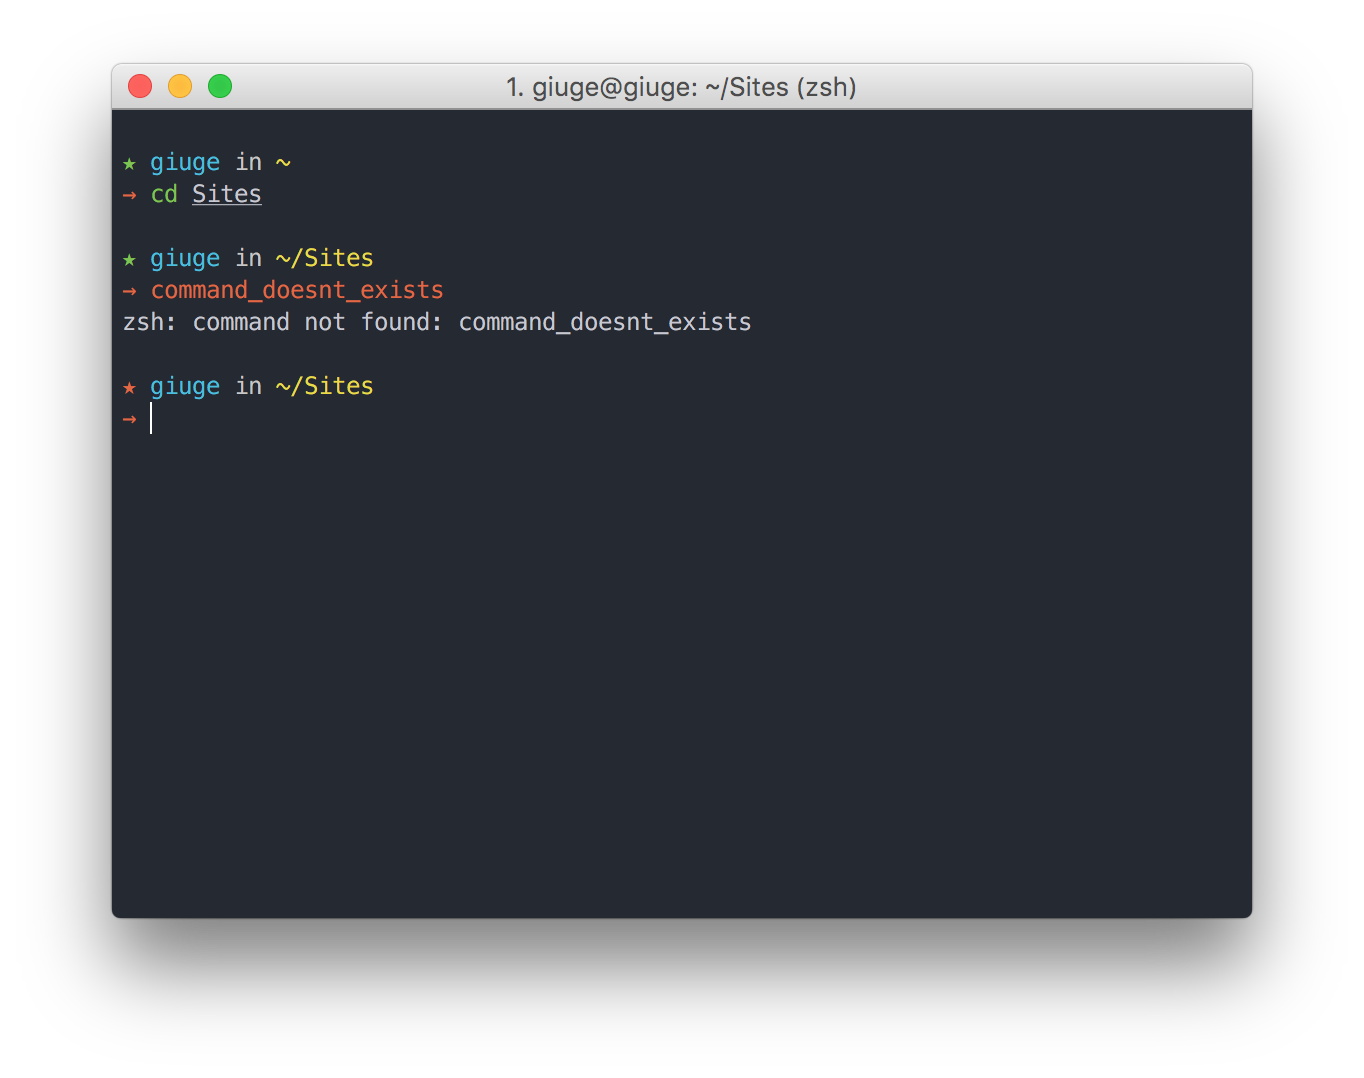 1. giuge@giuge: ~/Sites (zsh)
★ giuge in ~
→ cd Sites
★ giuge in ~/Sites
→ command_doesnt_exists
zsh: command not found: command_doesnt_exists
★ giuge in ~/Sites
→